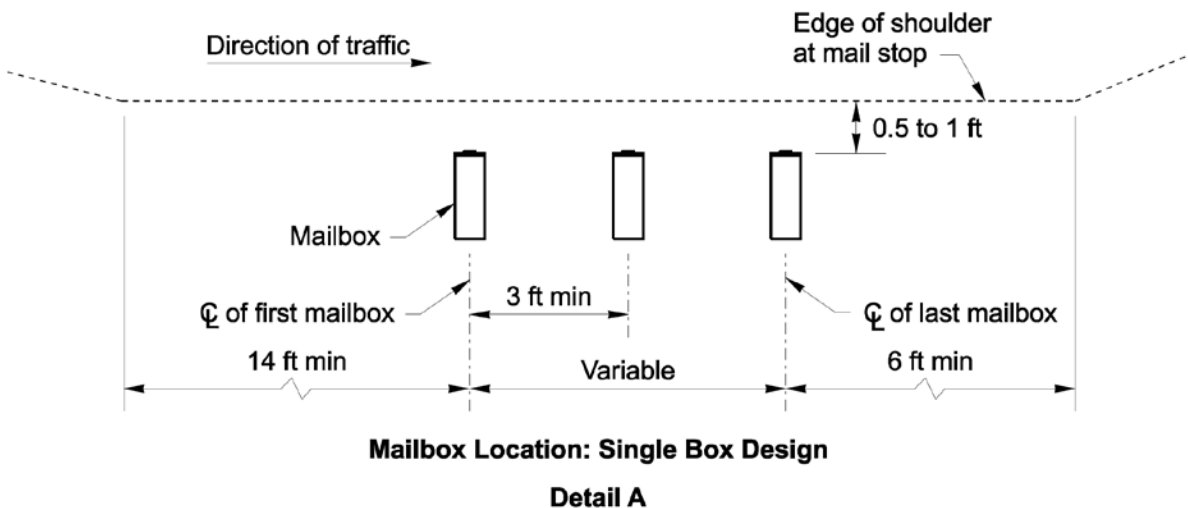 Direction of traffic
Edge of shoulder
at mail stop
0.5 to 1 ft
Mailbox
℄ of first mailbox
3 ft min
℄ of last mailbox
14 ft min
Variable
6 ft min
Mailbox Location: Single Box Design
Detail A